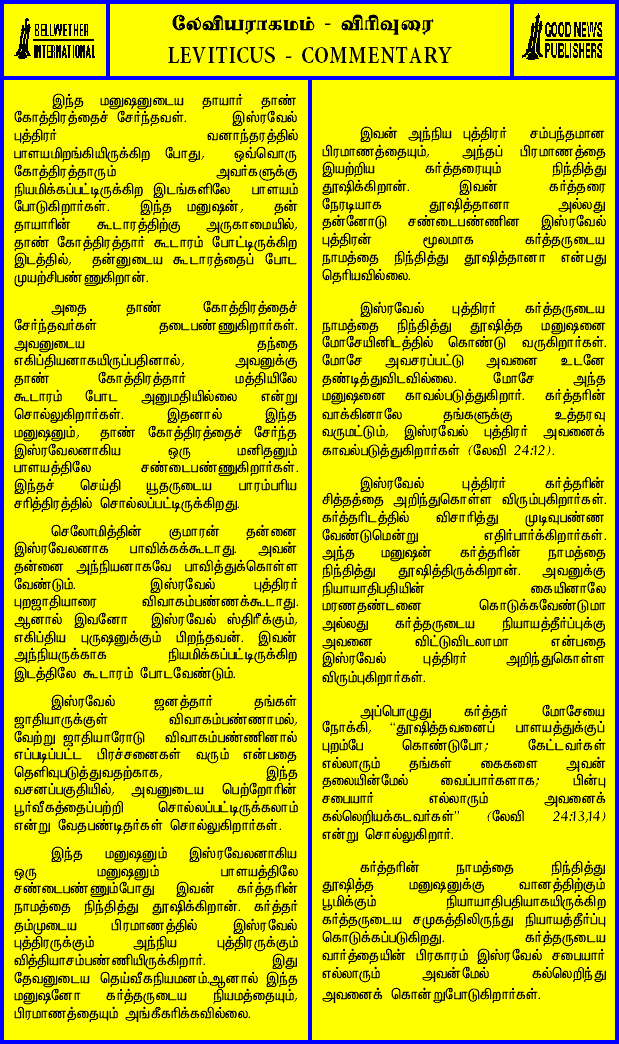 BELLWETHER
INTERNATIONAL
லேவியராகமம் - விரிவுரை
LEVITICUS - COMMENTARY
GOOD NEWS
PUBLISHERS
இந்த மனுஷனுடைய தாயார் தாண்
கோத்திரத்தைச் சேர்ந்தவள். இஸ்ரவேல்
புத்திரர் வனாந்தரத்தில்
பாளயமிறங்கியிருக்கிற போது, ஒவ்வொரு
கோத்திரத்தாரும் அவர்களுக்கு
நியமிக்கப்பட்டிருக்கிற இடங்களிலே பாளயம்
போடுகிறார்கள். இந்த மனுஷன், தன்
தாயாரின் கூடாரத்திற்கு அருகாமையில்,
தாண் கோத்திரத்தார் கூடாரம் போட்டிருக்கிற
இடத்தில், தன்னுடைய கூடாரத்தைப் போட
முயற்சிபண்ணுகிறான்.
அதை தாண் கோத்திரத்தைச்
சேர்ந்தவர்கள் தடைபண்ணுகிறார்கள்.
அவனுடைய தந்தை
எகிப்தியனாகயிருப்பதினால், அவனுக்கு
தாண் கோத்திரத்தார் மத்தியிலே
கூடாரம் போட அனுமதியில்லை என்று
சொல்லுகிறார்கள். இதனால் இந்த
மனுஷனும், தாண் கோத்திரத்தைச் சேர்ந்த
இஸ்ரவேலனாகிய ஒரு மனிதனும்
பாளயத்திலே சண்டைபண்ணுகிறார்கள்.
இந்தச் செய்தி யூதருடைய பாரம்பரிய
சரித்திரத்தில் சொல்லப்பட்டிருக்கிறது.
செலோமித்தின் குமாரன் தன்னை
இஸ்ரவேலனாக பாவிக்கக்கூடாது. அவன்
தன்னை அந்நியனாகவே பாவித்துக்கொள்ள
வேண்டும். இஸ்ரவேல் புத்திரர்
புறஜாதியாரை விவாகம்பண்ணக்கூடாது.
ஆனால் இவனோ இஸ்ரவேல் ஸ்திரீக்கும்,
எகிப்திய புருஷனுக்கும் பிறந்தவன். இவன்
அந்நியருக்காக நியமிக்கப்பட்டிருக்கிற
இடத்திலே கூடாரம் போடவேண்டும்.
இஸ்ரவேல் ஜனத்தார் தங்கள்
ஜாதியாருக்குள் விவாகம்பண்ணாமல்,
வேற்று ஜாதியாரோடு விவாகம்பண்ணினால்
எப்படிப்பட்ட பிரச்சனைகள் வரும் என்பதை
தெளிவுபடுத்துவதற்காக, இந்த
வசனப்பகுதியில், அவனுடைய பெற்றோரின்
பூர்வீகத்தைப்பற்றி சொல்லப்பட்டிருக்கலாம்
என்று வேதபண்டிதர்கள் சொல்லுகிறார்கள்.
இந்த மனுஷனும் இஸ்ரவேலனாகிய
ஒரு மனுஷனும் பாளயத்திலே
சண்டைபண்ணும்போது இவன் கர்த்தரின்
நாமத்தை நிந்தித்து தூஷிக்கிறான். கர்த்தர்
தம்முடைய பிரமாணத்தில் இஸ்ரவேல்
புத்திரருக்கும் அந்நிய புத்திரருக்கும்
வித்தியாசம்பண்ணியிருக்கிறார். இது
தேவனுடைய தெய்வீகநியமனம்.ஆனால் இந்த
மனுஷனோ கர்த்தருடைய நியமத்தையும்,
பிரமாணத்தையும் அங்கீகரிக்கவில்லை.
இவன் அந்நிய புத்திரர் சம்பந்தமான
பிரமாணத்தையும், அந்தப் பிரமாணத்தை
இயற்றிய கர்த்தரையும் நிந்தித்து
தூஷிக்கிறான். இவன் கர்த்தரை
நேரடியாக தூஷித்தானா அல்லது
தன்னோடு சண்டைபண்ணின இஸ்ரவேல்
புத்திரன் மூலமாக கர்த்தருடைய
நாமத்தை நிந்தித்து தூஷித்தானா என்பது
தெரியவில்லை.
இஸ்ரவேல் புத்திரர் கர்த்தருடைய
நாமத்தை நிந்தித்து தூஷித்த மனுஷனை
மோசேயினிடத்தில் கொண்டு வருகிறார்கள்.
மோசே அவசரப்பட்டு அவனை உடனே
தண்டித்துவிடவில்லை. மோசே அந்த
மனுஷனை காவல்படுத்துகிறார். கர்த்தரின்
வாக்கினாலே தங்களுக்கு உத்தரவு
வருமட்டும், இஸ்ரவேல் புத்திரர் அவனைக்
காவல்படுத்துகிறார்கள் (லேவி 24:12).
இஸ்ரவேல் புத்திரர் கர்த்தரின்
சித்தத்தை அறிந்துகொள்ள விரும்புகிறார்கள்.
கர்த்தரிடத்தில் விசாரித்து முடிவுபண்ண
வேண்டுமென்று எதிர்பார்க்கிறார்கள்.
அந்த மனுஷன் கர்த்தரின் நாமத்தை
நிந்தித்து தூஷித்திருக்கிறான். அவனுக்கு
நியாயாதிபதியின் கையினாலே
மரணதண்டனை கொடுக்கவேண்டுமா
அல்லது கர்த்தருடைய நியாயத்தீர்ப்புக்கு
அவனை விட்டுவிடலாமா என்பதை
இஸ்ரவேல் புத்திரர் அறிந்துகொள்ள
விரும்புகிறார்கள்.
அப்பொழுது கர்த்தர் மோசேயை
நோக்கி, “தூஷித்தவனைப் பாளயத்துக்குப்
புறம்பே கொண்டுபோ; கேட்டவர்கள்
எல்லாரும் தங்கள் கைகளை அவன்
தலையின்மேல் வைப்பார்களாக; பின்பு
சபையார் எல்லாரும் அவனைக்
கல்லெறியக்கடவர்கள்” (லேவி 24:13,14)
என்று சொல்லுகிறார்.
கர்த்தரின் நாமத்தை நிந்தித்து
தூஷித்த மனுஷனுக்கு வானத்திற்கும்
பூமிக்கும் நியாயாதிபதியாகயிருக்கிற
கர்த்தருடைய சமுகத்திலிருந்து நியாயத்தீர்ப்பு
கொடுக்கப்படுகிறது. கர்த்தருடைய
வார்த்தையின் பிரகாரம் இஸ்ரவேல் சபையார்
எல்லாரும் அவன்மேல் கல்லெறிந்து
அவனைக் கொன்றுபோடுகிறார்கள்.